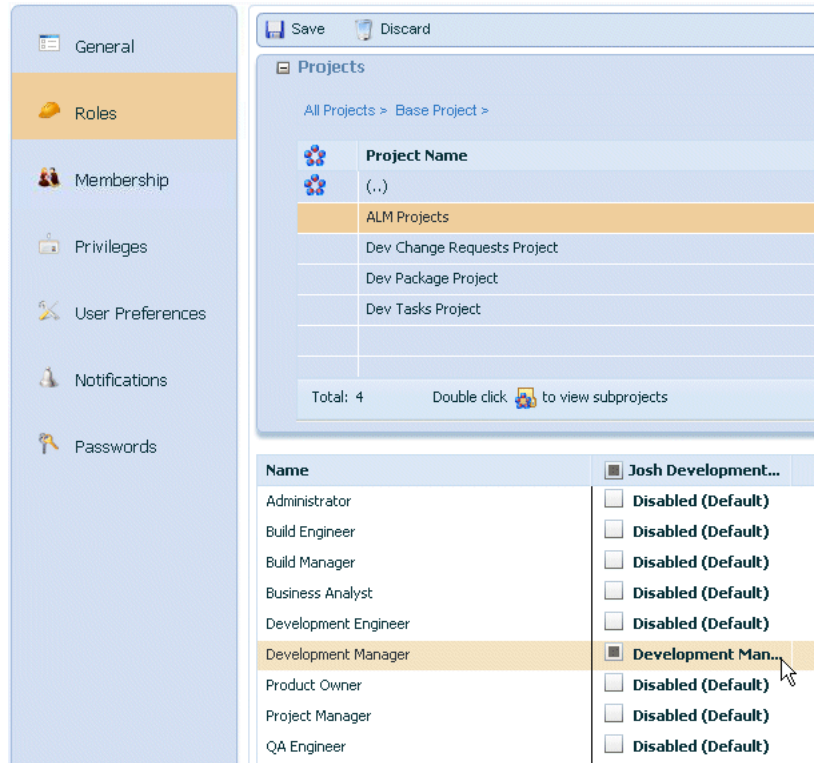 General
Roles
Membership
Privileges
User Preferences
Notifications
Passwords
Save Discard
Projects
All Projects > Base Project >
Project Name
(..)
ALM Projects
Dev Change Requests Project
Dev Package Project
Dev Tasks Project
Total: 4 Double click to view subprojects
Name Josh Development...
Administrator Disabled (Default)
Build Engineer Disabled (Default)
Build Manager Disabled (Default)
Business Analyst Disabled (Default)
Development Engineer Disabled (Default)
Development Manager Development Man...
Product Owner Disabled (Default)
Project Manager Disabled (Default)
QA Engineer Disabled (Default)